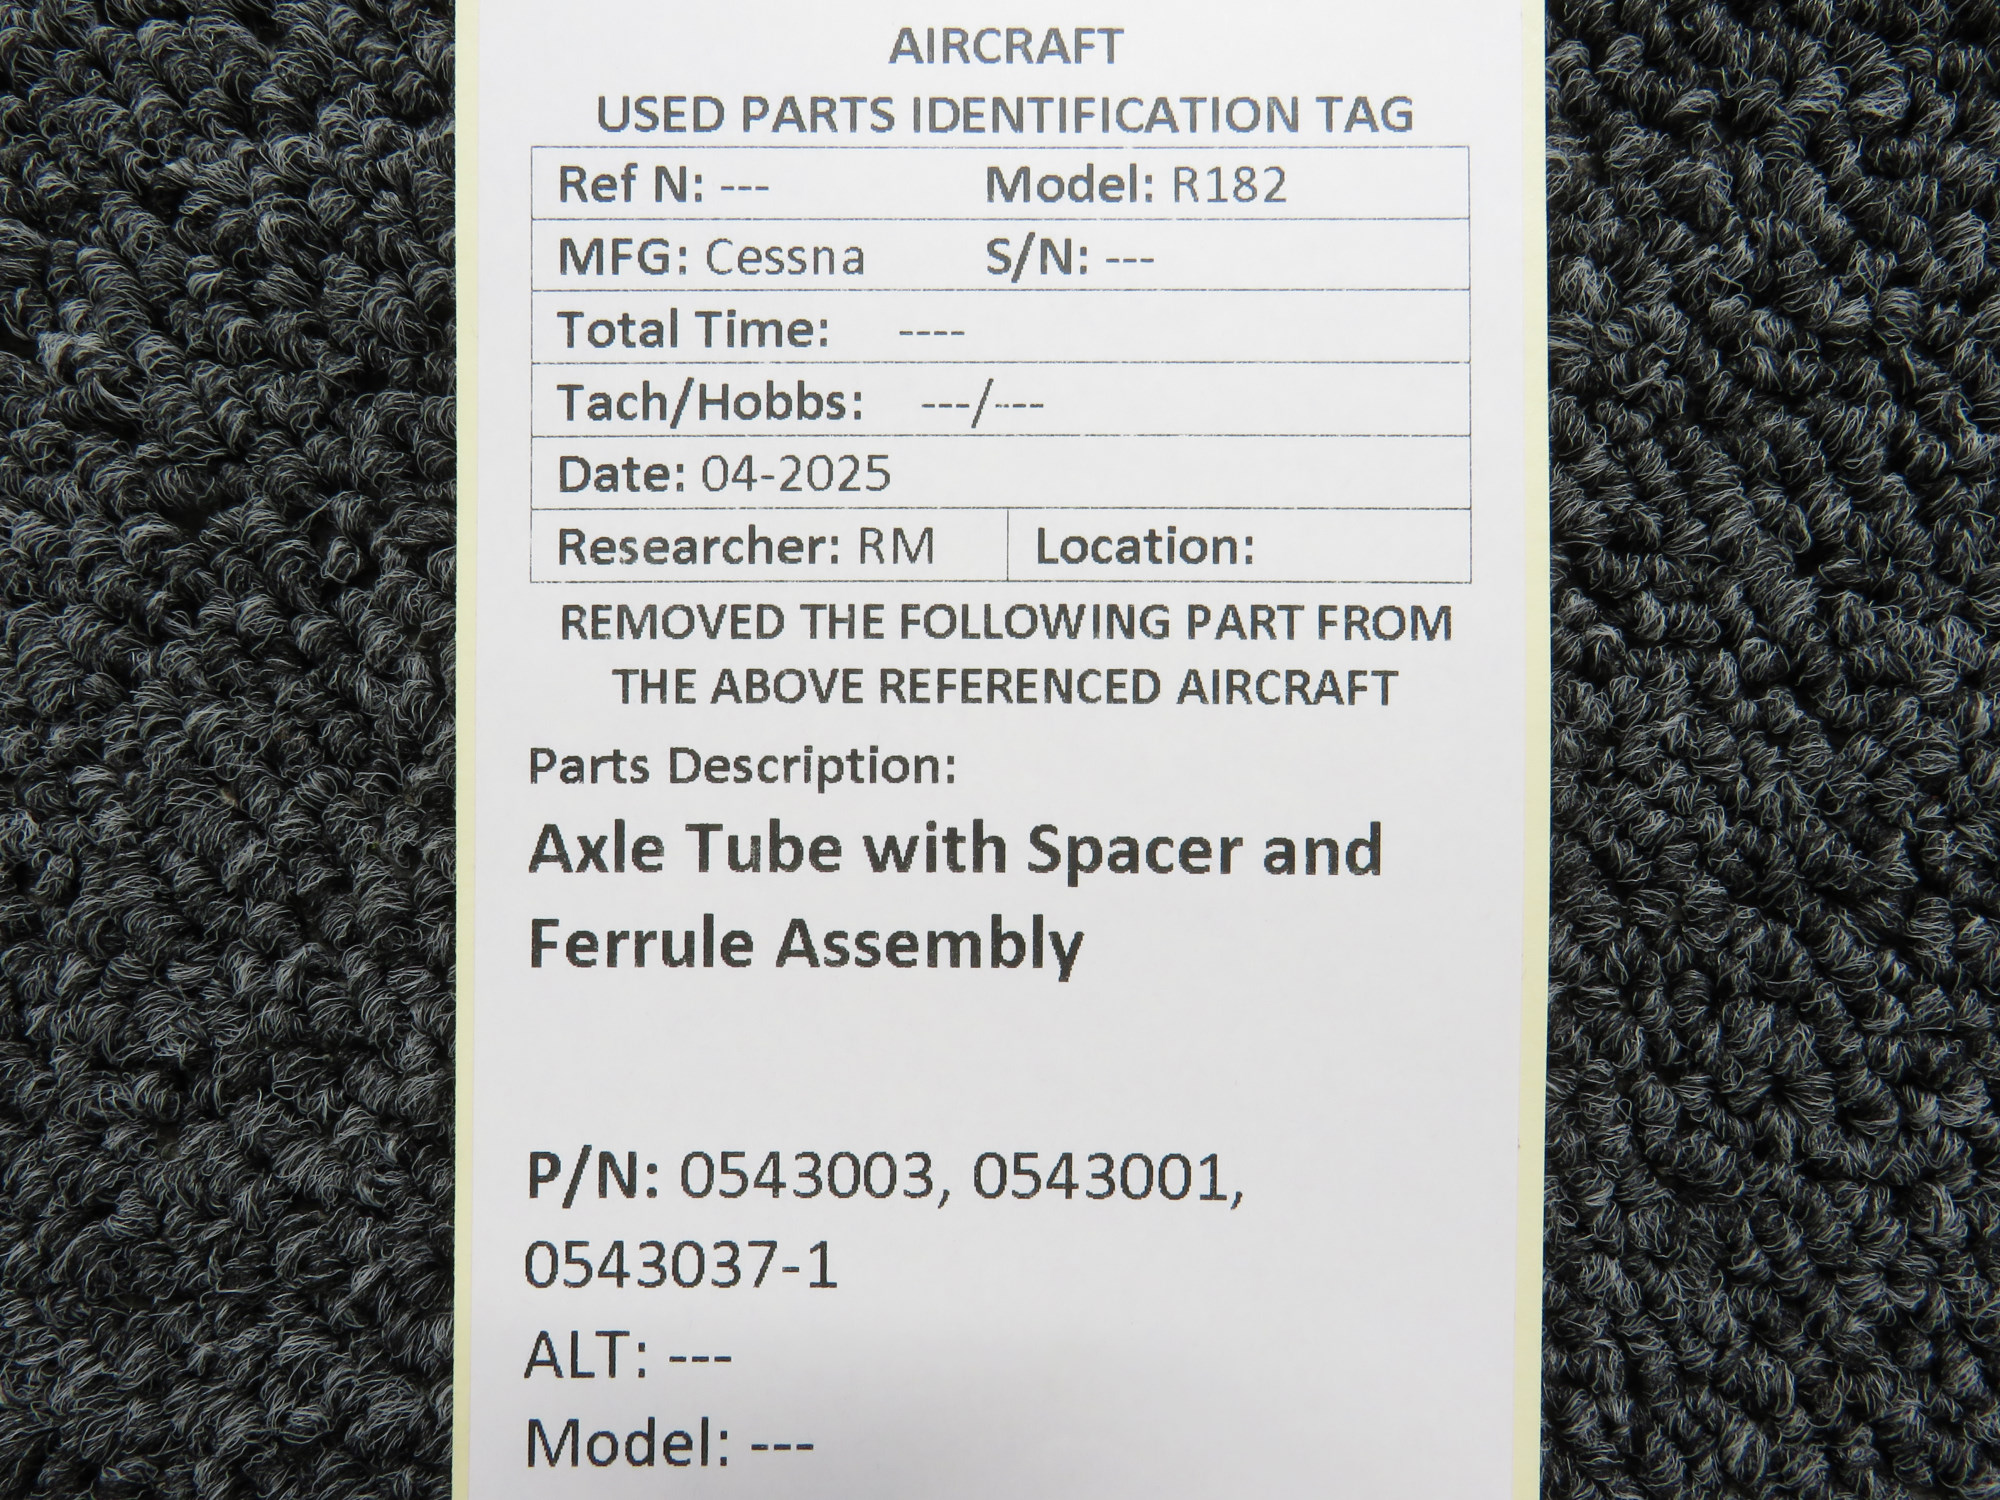 AIRCRAFT
USED PARTS IDENTIFICATION TAG
Ref N: --- Model: R182
MFG: Cessna S/N: ---
Total Time: ----
Tach/Hobbs: ---/----
Date: 04-2025
Researcher: RM Location:
REMOVED THE FOLLOWING PART FROM
THE ABOVE REFERENCED AIRCRAFT
Parts Description:
Axle Tube with Spacer and
Ferrule Assembly
P/N: 0543003, 0543001,
0543037-1
ALT: ---
Model: ---